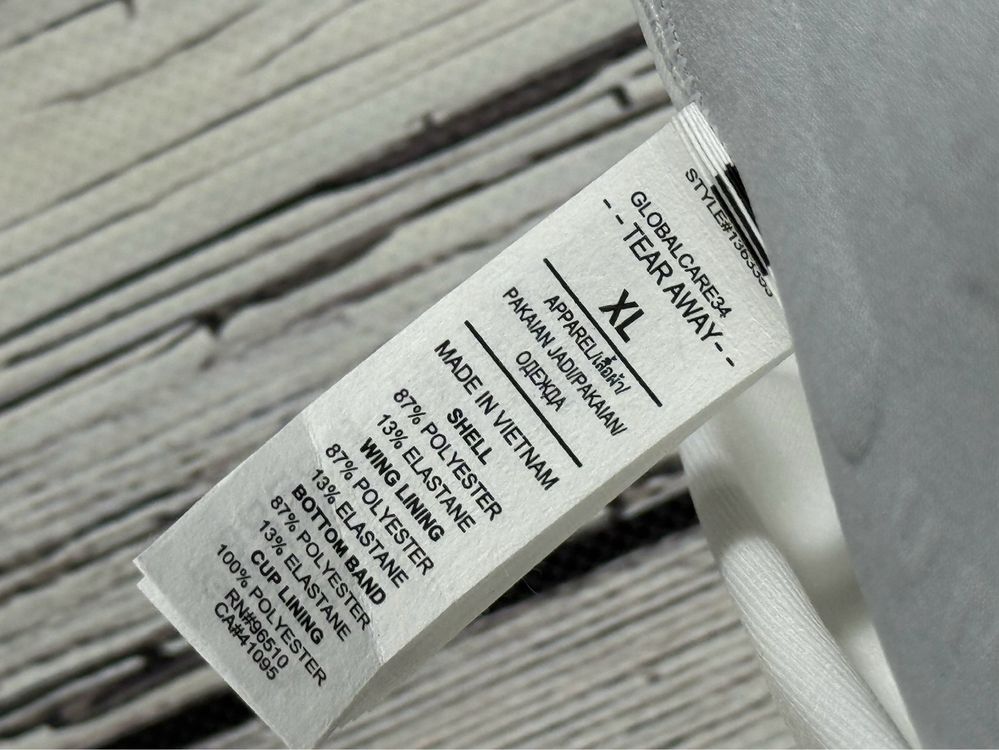 STYLE#1363353
GLOBALCARE34
--TEAR AWAY--
XL
APPAREL/เสื้อผ้า/
PAKAIAN JADI/PAKAIAN/
ОДЕЖДА
MADE IN VIETNAM
SHELL
87% POLYESTER
13% ELASTANE
WING LINING
87% POLYESTER
13% ELASTANE
BOTTOM BAND
87% POLYESTER
13% ELASTANE
CUP LINING
100% POLYESTER
RN#96510
CA#41095